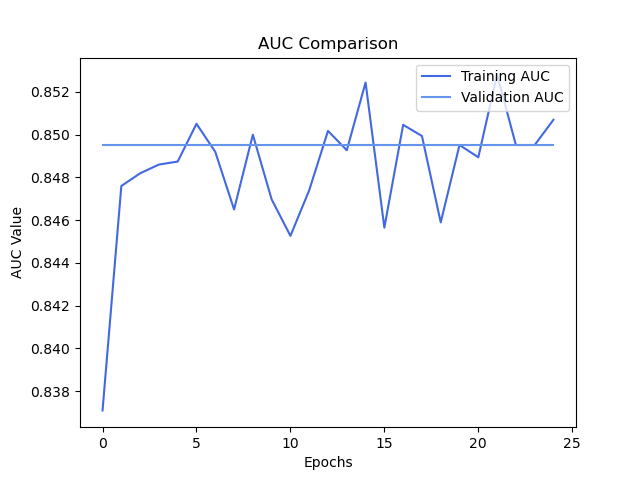 AUC Comparison
Training AUC
Validation AUC
0.852
0.850
0.848
0.846
0.844
0.842
0.840
0.838
AUC Value
0 5 10 15 20 25
Epochs